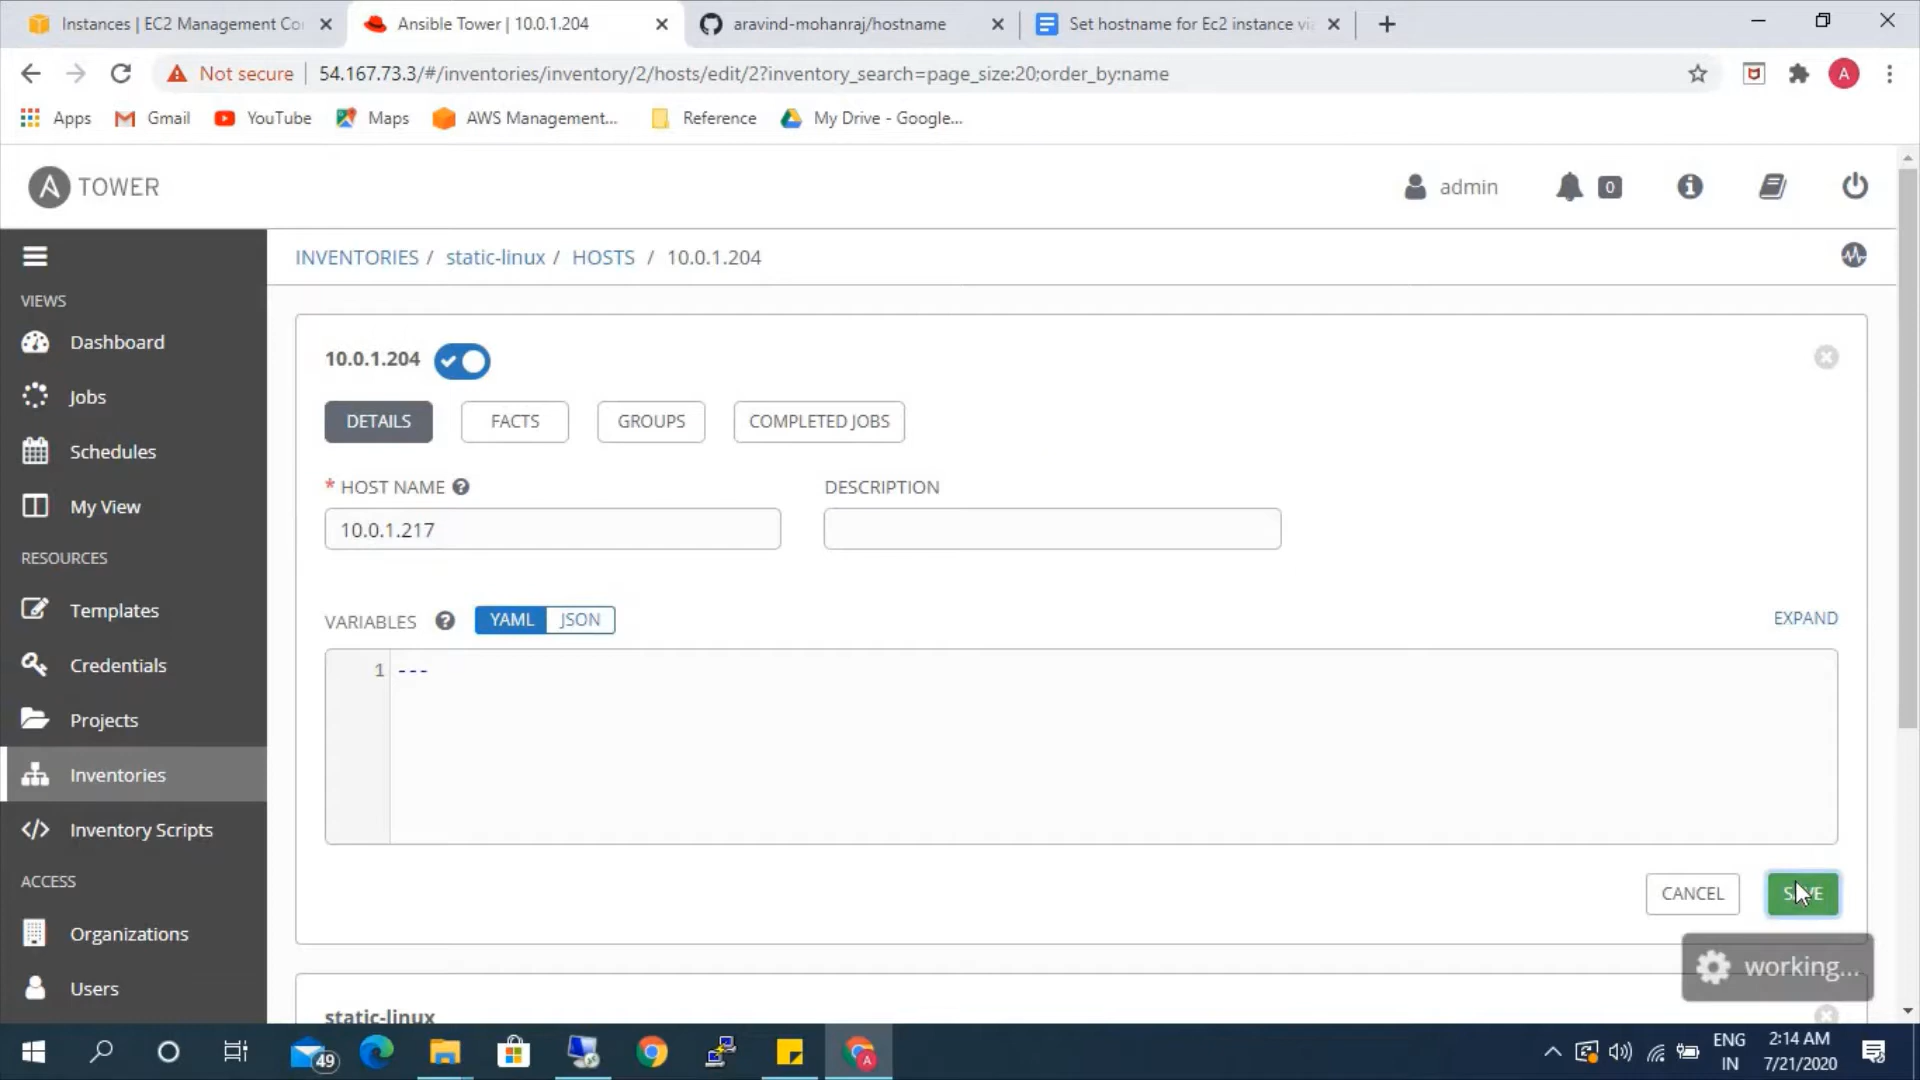 Instances | EC2 Management Co
Ansible Tower | 10.0.1.204
aravind-mohanraj/hostname
Set hostname for Ec2 instance vi
Not secure
54.167.73.3/#/inventories/inventory/2/hosts/edit/2?inventory_search=page_size:20;order_by:name
A
Apps
Gmail
YouTube
Maps
AWS Management...
Reference
My Drive - Google...
A TOWER
admin
0
VIEWS
Dashboard
Jobs
Schedules
My View
RESOURCES
Templates
Credentials
Projects
Inventories
Inventory Scripts
ACCESS
Organizations
Users
INVENTORIES / static-linux / HOSTS / 10.0.1.204
10.0.1.204
DETAILS
FACTS
GROUPS
COMPLETED JOBS
* HOST NAME
DESCRIPTION
10.0.1.217
VARIABLES
YAML
JSON
EXPAND
1
---
CANCEL
SAVE
working...
static-linux
49
A
ENG
IN
2:14 AM
7/21/2020